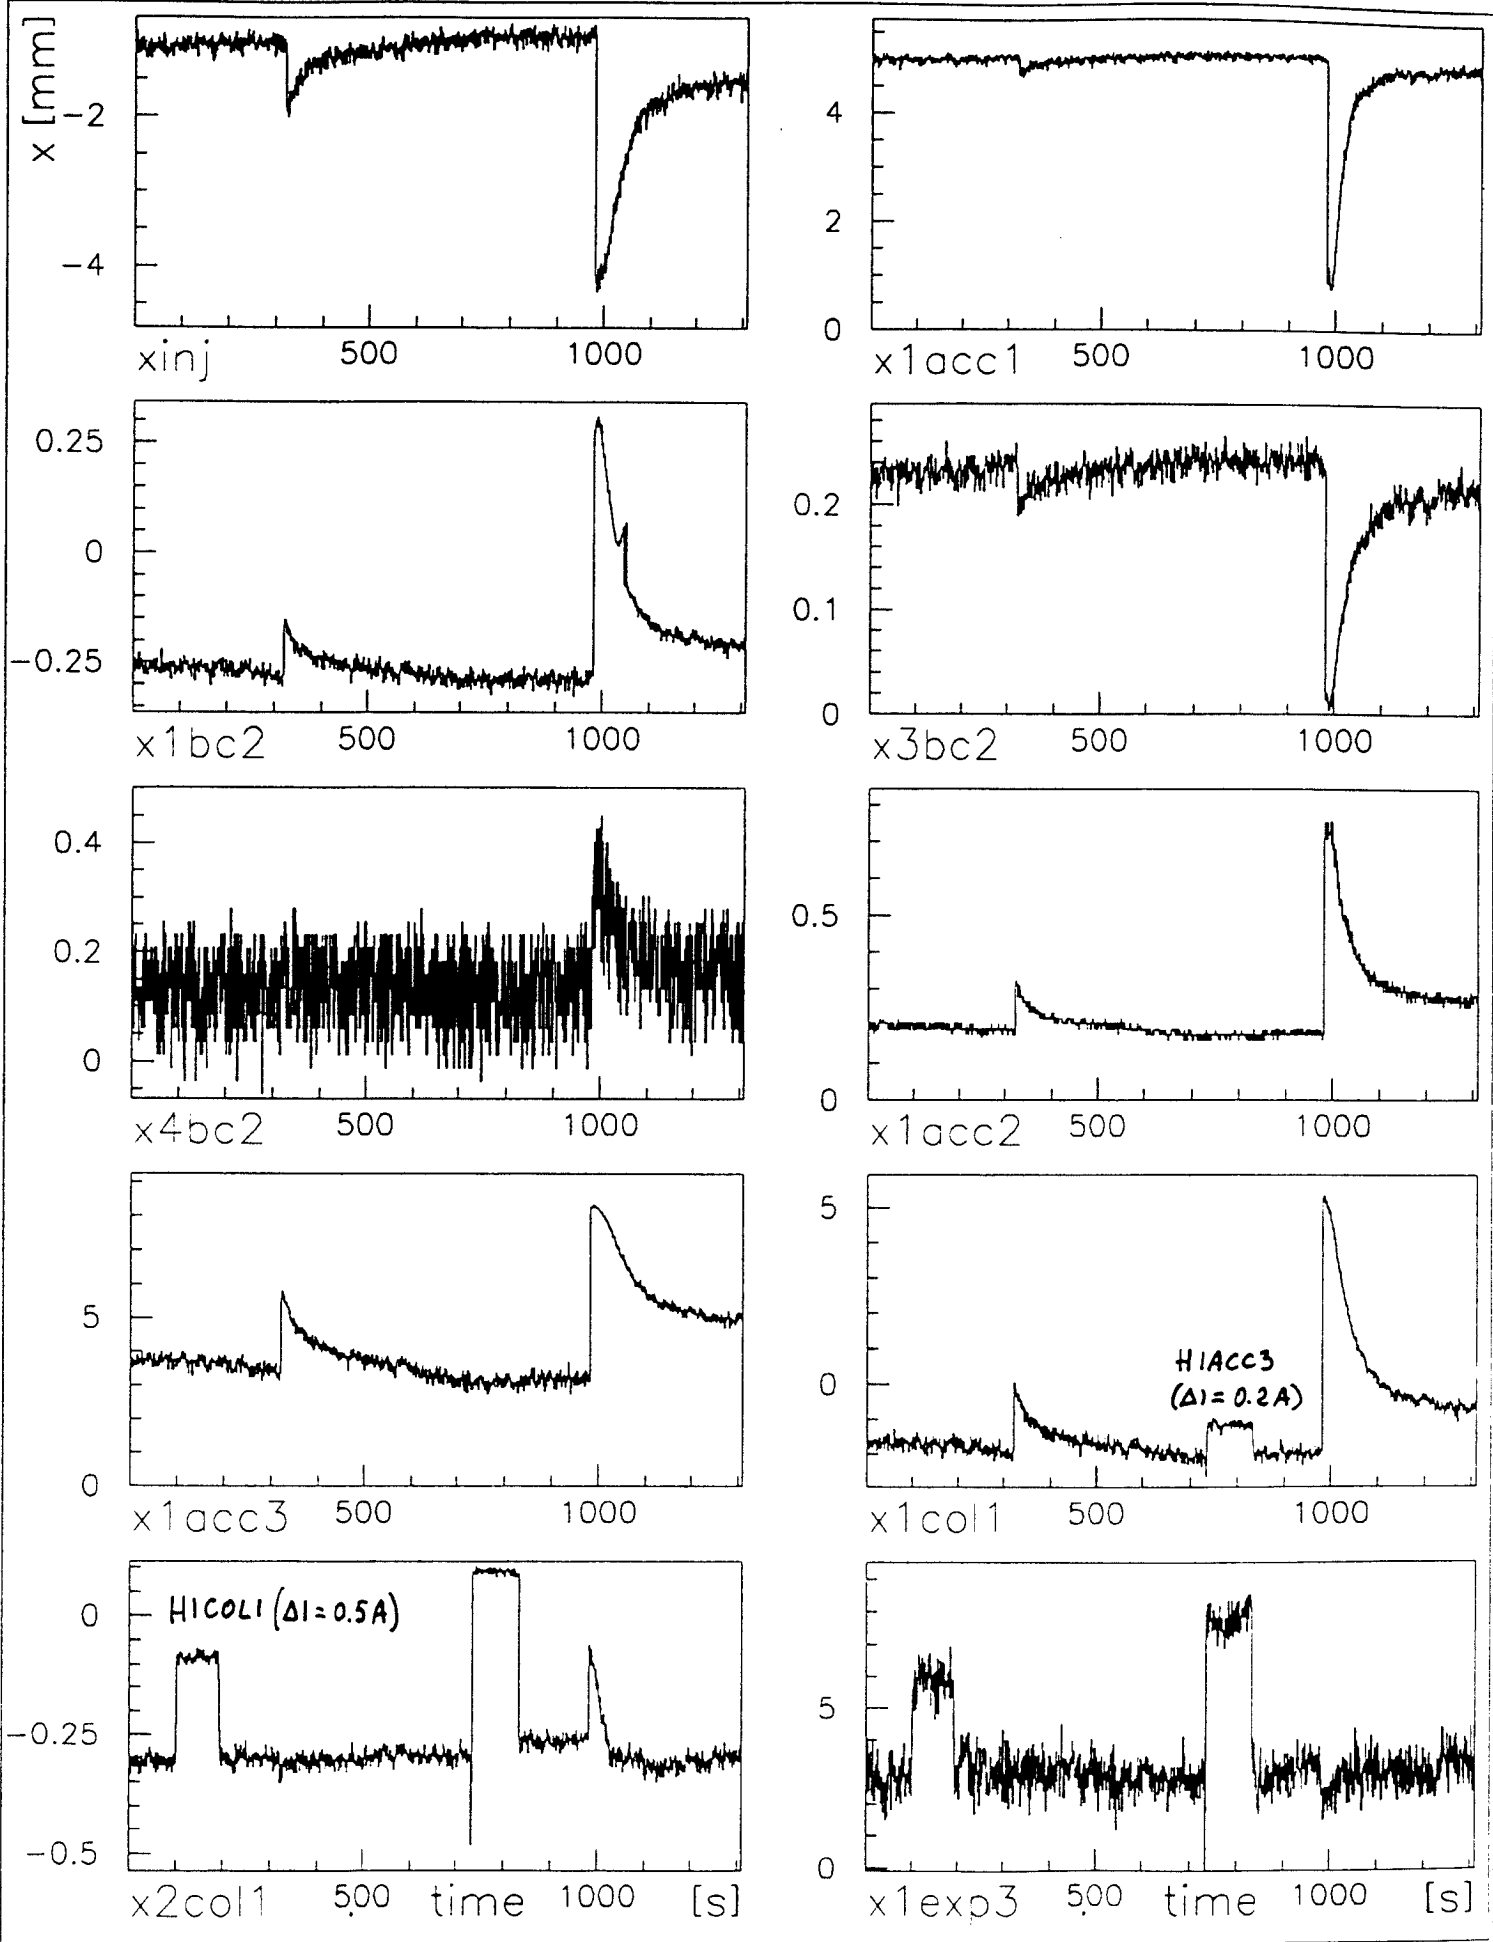 x [mm]
-2
-4
xinj 500 1000
4
2
0
x1acc1 500 1000
0.25
0
-0.25
x1bc2 500 1000
0.2
0.1
0
x3bc2 500 1000
0.4
0.2
0
x4bc2 500 1000
0.5
0
x1acc2 500 1000
5
0
x1acc3 500 1000
5
0
H1ACC3
(ΔI = 0.2A)
x1col1 500 1000
0
-0.25
-0.5
H1COL1 (ΔI = 0.5A)
x2col1 500 time 1000 [s]
5
0
x1exp3 500 time 1000 [s]